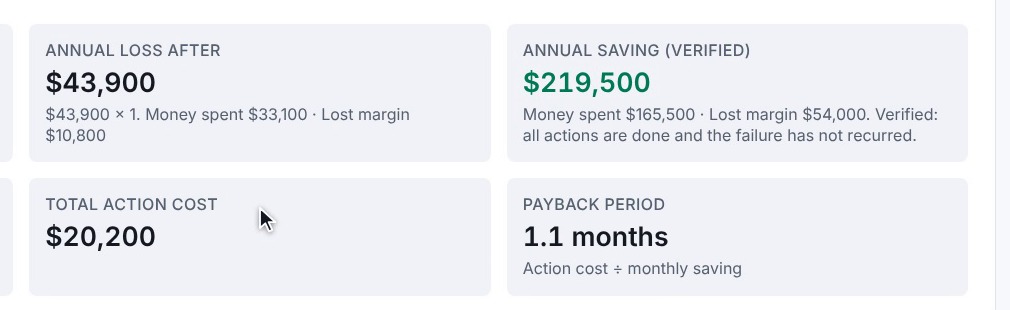 ANNUAL LOSS AFTER
$43,900
$43,900 × 1. Money spent $33,100 · Lost margin
$10,800
ANNUAL SAVING (VERIFIED)
$219,500
Money spent $165,500 · Lost margin $54,000. Verified:
all actions are done and the failure has not recurred.
TOTAL ACTION COST
$20,200
PAYBACK PERIOD
1.1 months
Action cost ÷ monthly saving